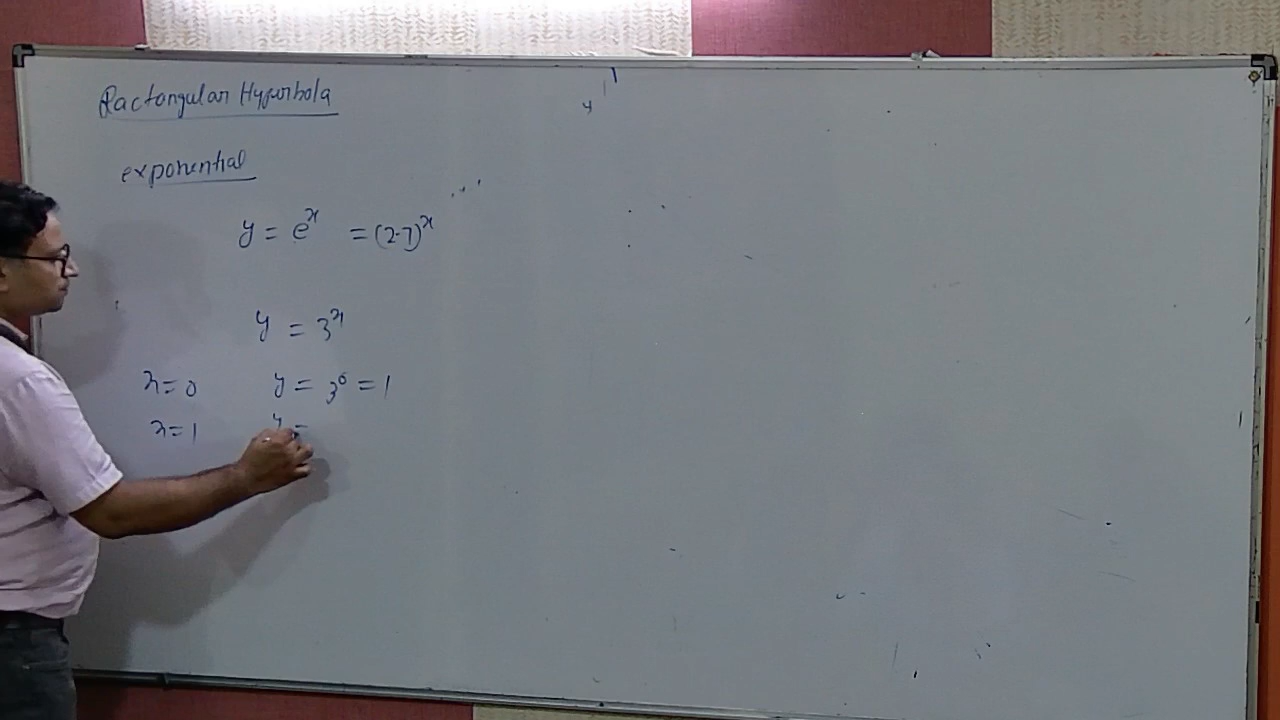 Ractangular Hyperbola
exponential
y = e^x = (2.7)^x
y = 3^x
x=0 y = 3^0 = 1
x=1 y =